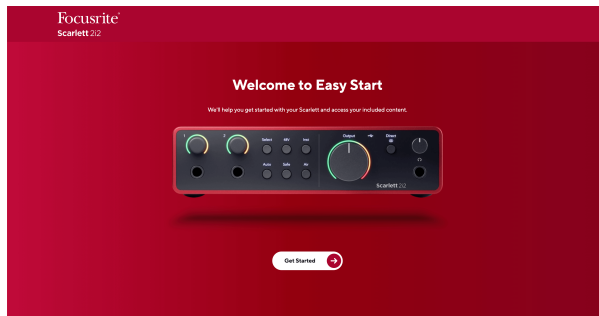 Focusrite®
Scarlett 2i2
Welcome to Easy Start
We'll help you get started with your Scarlett and access your included content.
1 2 Select 48V Inst Output Direct
Auto Safe Air
Scarlett 2i2
Get Started